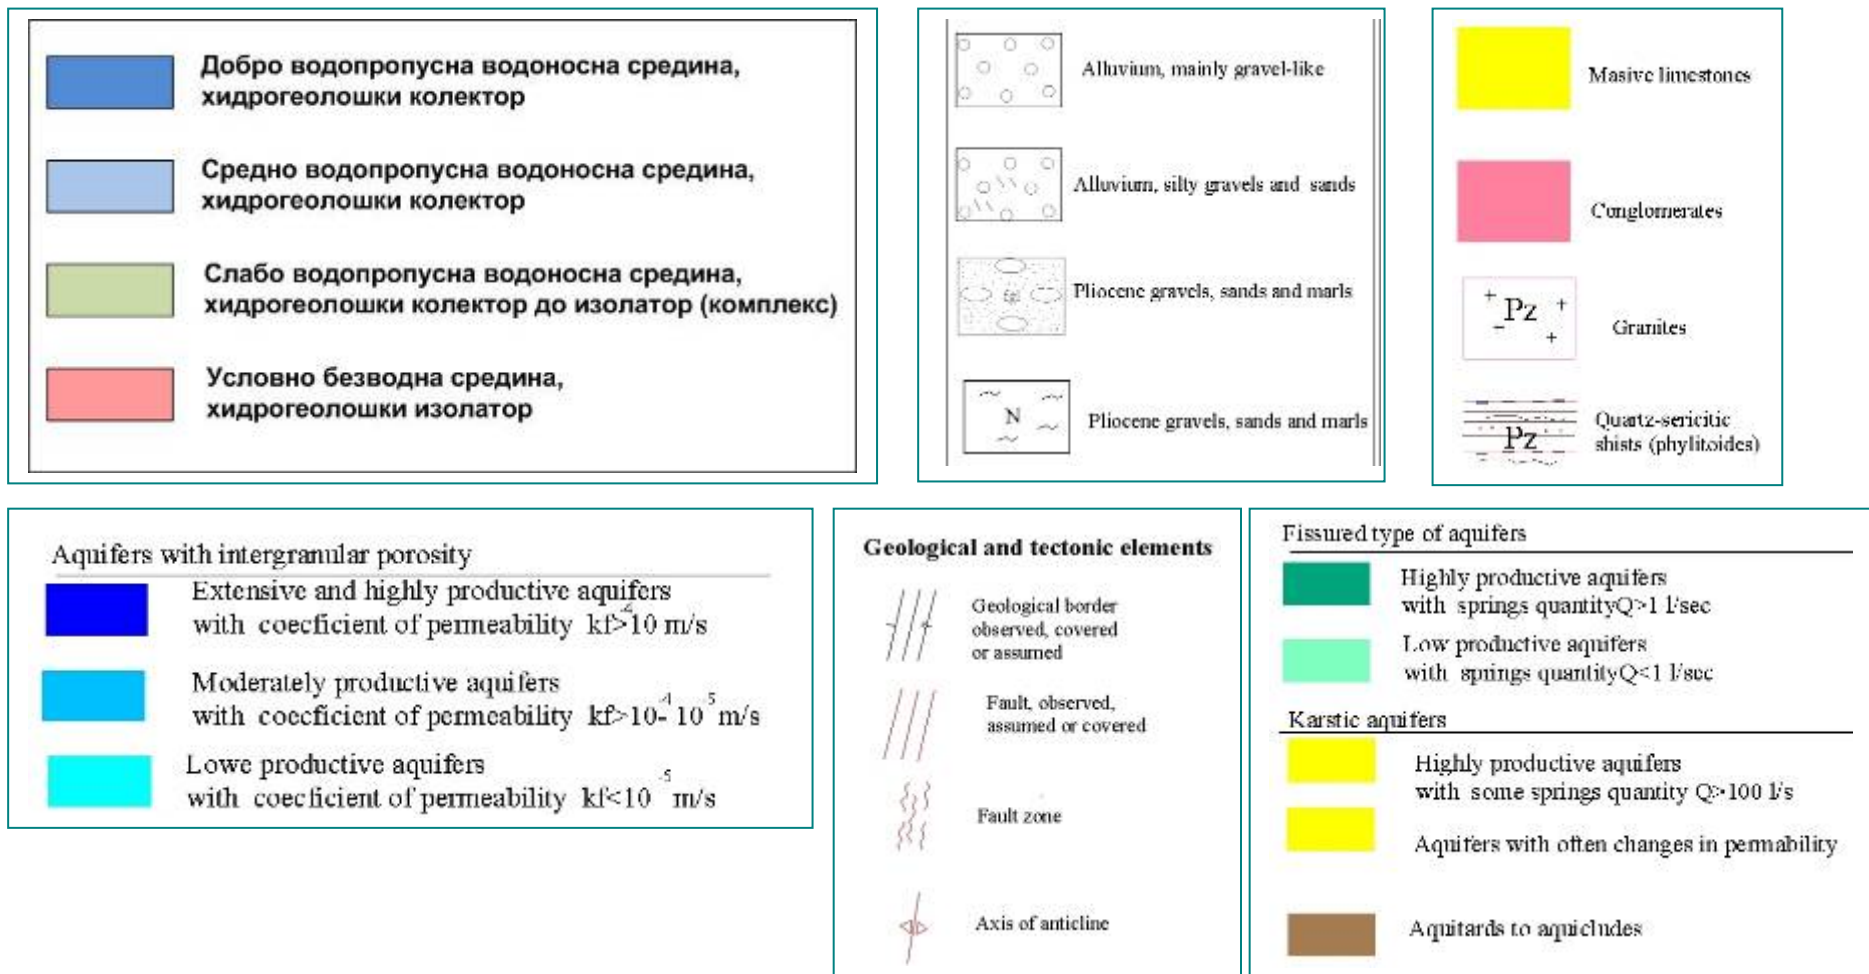 Добро водопропусна водоносна средина,
хидрогеолошки колектор
Средно водопропусна водоносна средина,
хидрогеолошки колектор
Слабо водопропусна водоносна средина,
хидрогеолошки колектор до изолатор (комплекс)
Условно безводна средина,
хидрогеолошки изолатор
Alluvium, mainly gravel-like
Alluvium, silty gravels and sands
Pliocene gravels, sands and marls
N
Pliocene gravels, sands and marls
Masive limestones
Conglomerates
Pz
Granites
Pz
Quartz-sericitic
shists (phylitoides)
Aquifers with intergranular porosity
Extensive and highly productive aquifers
with coecficient of permeability kf>10 m/s
Moderately productive aquifers
with coecficient of permeability kf>10-⁴ 10⁻⁵ m/s
Lowe productive aquifers
with coecficient of permeability kf<10⁻⁵ m/s
Geological and tectonic elements
Geological border
observed, covered
or assumed
Fault, observed,
assumed or covered
Fault zone
Axis of anticline
Fissured type of aquifers
Highly productive aquifers
with springs quantityQ>1 l/sec
Low productive aquifers
with springs quantityQ<1 l/sec
Karstic aquifers
Highly productive aquifers
with some springs quantity Q>100 l/s
Aquifers with often changes in permability
Aquitards to aquicludes